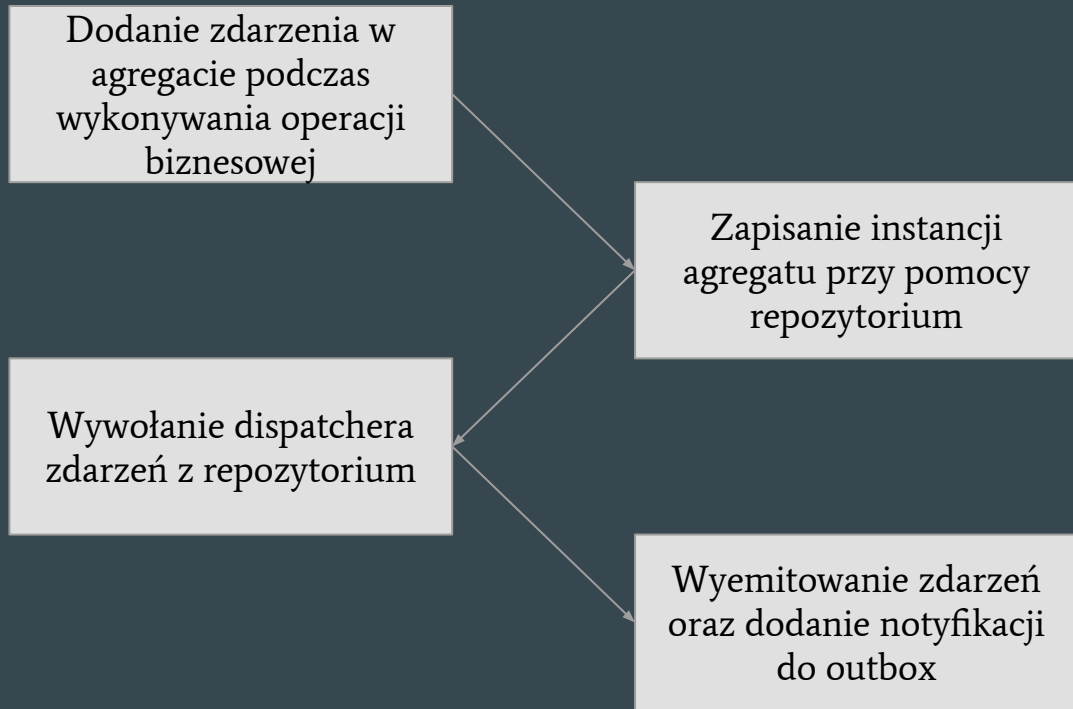 Dodanie zdarzenia w
agregacie podczas
wykonywania operacji
biznesowej
Zapisanie instancji
agregatu przy pomocy
repozytorium
Wywołanie dispatchera
zdarzeń z repozytorium
Wyemitowanie zdarzeń
oraz dodanie notyfikacji
do outbox